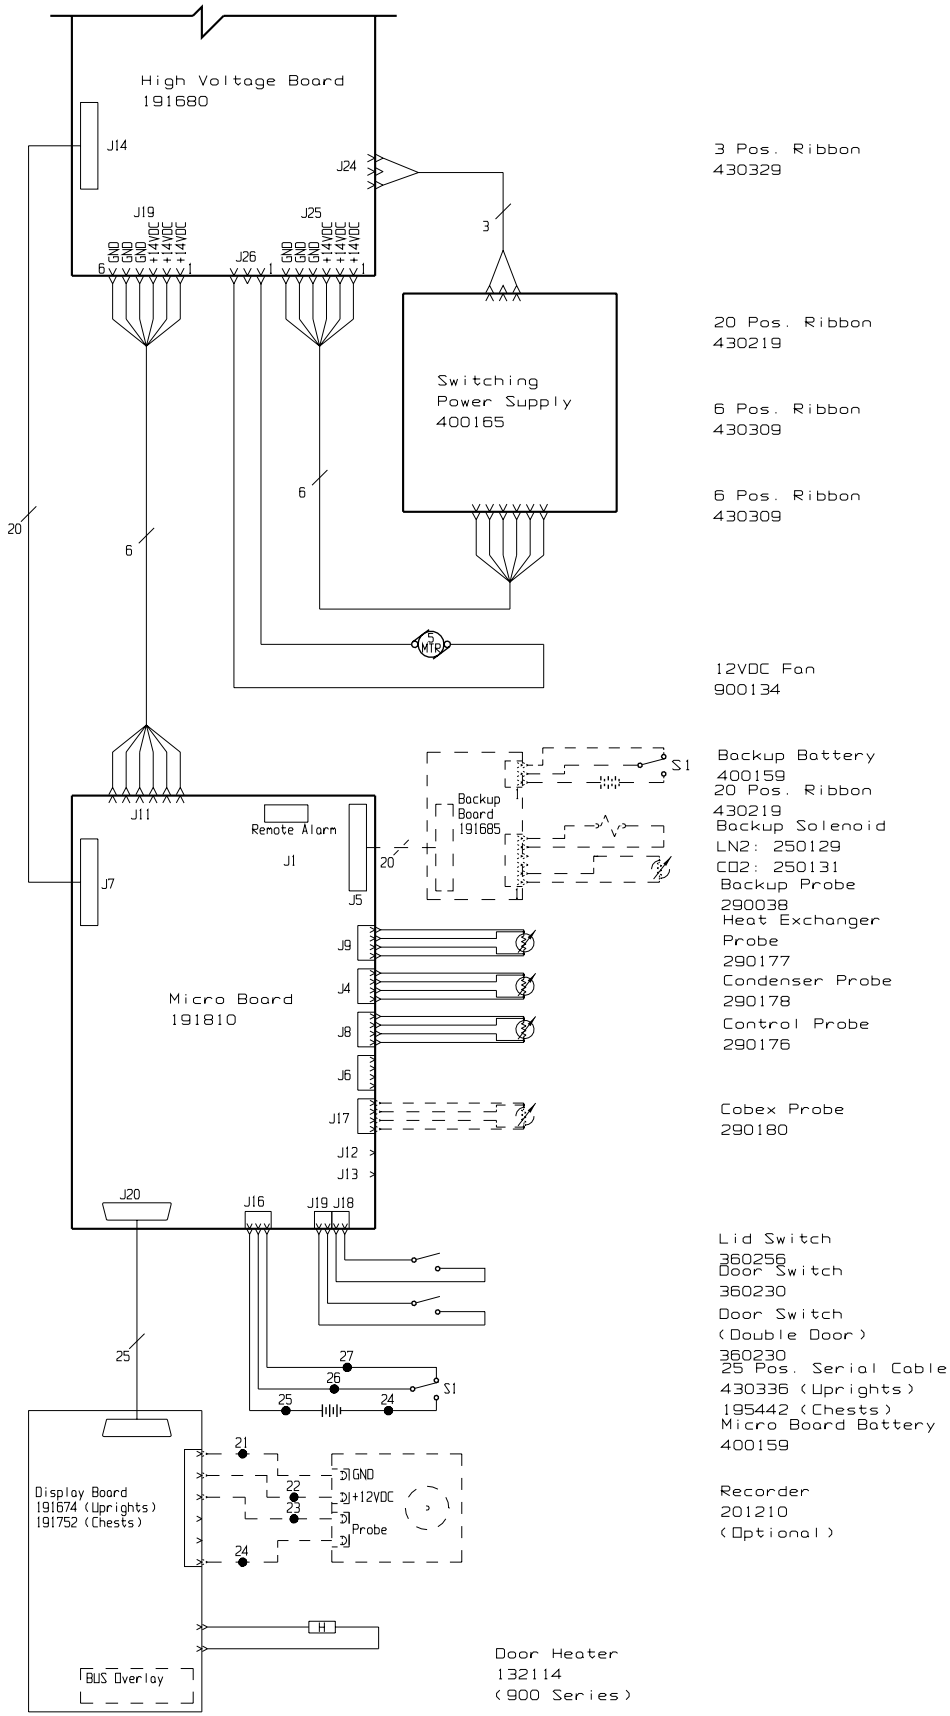 High Voltage Board
191680
J14
J24
J19
J25
GND
GND
GND
+14VDC
+14VDC
+14VDC
J26
GND
GND
GND
+14VDC
+14VDC
+14VDC
6
1
1
1
3
3 Pos. Ribbon
430329
20 Pos. Ribbon
430219
Switching
Power Supply
400165
6 Pos. Ribbon
430309
6
6 Pos. Ribbon
430309
20
6
5
MTR
12VDC Fan
900134
S1
Backup Battery
400159
20 Pos. Ribbon
430219
Backup
Board
191685
1
J11
Remote Alarm
J1
20
Backup Solenoid
LN2: 250129
CO2: 250131
J7
J5
1
Backup Probe
290038
Heat Exchanger
Probe
290177
J9
Condenser Probe
290178
J4
Micro Board
191810
Control Probe
290176
J8
J6
J17
Cobex Probe
290180
J12
J13
J20
J16
J19
J18
Lid Switch
360256
Door Switch
360230
Door Switch
(Double Door)
360230
25
27
26
S1
25
24
25 Pos. Serial Cable
430336 (Uprights)
195442 (Chests)
Micro Board Battery
400159
21
GND
22
+12VDC
23
Probe
24
Display Board
191674 (Uprights)
191752 (Chests)
Recorder
201210
(Optional)
H
BUS Overlay
Door Heater
132114
(900 Series)